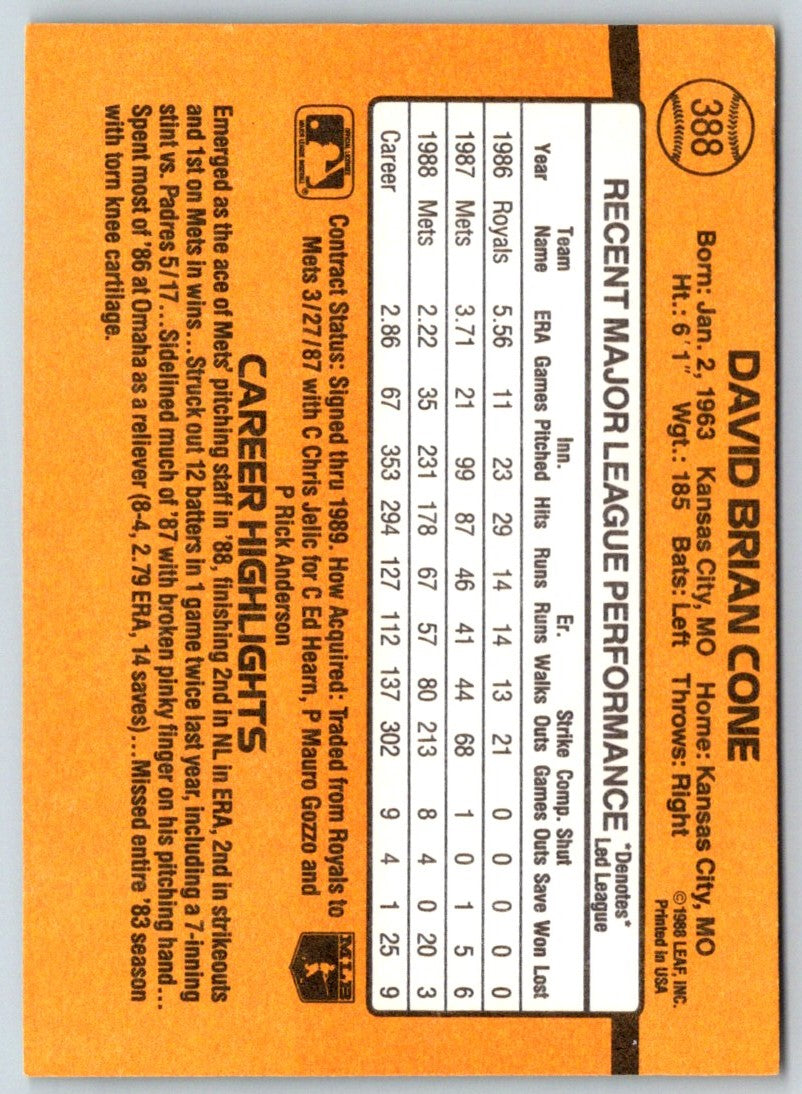 388
DAVID BRIAN CONE
Born: Jan. 2, 1963 Kansas City, MO Home: Kansas City, MO
Ht.: 6'1" Wgt.: 185 Bats: Left Throws: Right
©1988 LEAF, INC.
Printed in USA
RECENT MAJOR LEAGUE PERFORMANCE *Denotes*
Led League
Team Inn. Er. Strike Comp. Shut
Year Name ERA Games Pitched Hits Runs Runs Walks Outs Games Outs Save Won Lost
1986 Royals 5.56 11 23 29 14 14 13 21 0 0 0 0 0
1987 Mets 3.71 21 99 87 46 41 44 68 1 0 1 5 6
1988 Mets 2.22 35 231 178 67 57 80 213 8 4 0 20 3
Career 2.86 67 353 294 127 112 137 302 9 4 1 25 9
OFFICIAL LICENSEE
MAJOR LEAGUE BASEBALL
Contract Status: Signed thru 1989. How Acquired: Traded from Royals to
Mets 3/27/87 with C Chris Jelic for C Ed Hearn, P Mauro Gozzo and
P Rick Anderson
MLB
CAREER HIGHLIGHTS
Emerged as the ace of Mets' pitching staff in '88, finishing 2nd in NL in ERA, 2nd in strikeouts
and 1st on Mets in wins...Struck out 12 batters in 1 game twice last year, including a 7-inning
stint vs. Padres 5/17...Sidelined much of '87 with broken pinky finger on his pitching hand...
Spent most of '86 at Omaha as a reliever (8-4, 2.79 ERA, 14 saves)...Missed entire '83 season
with torn knee cartilage.